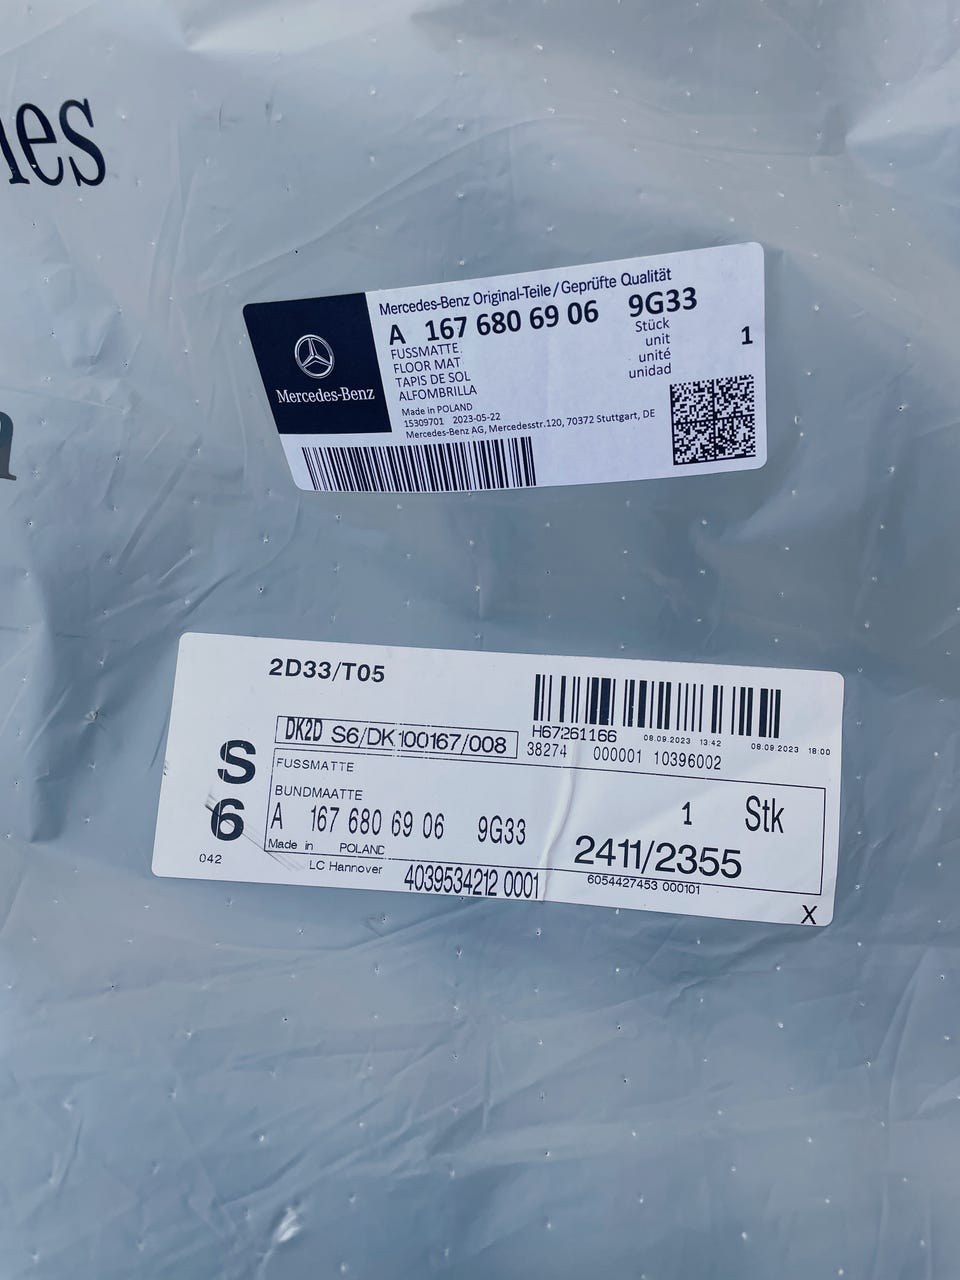 les
Mercedes-Benz
Mercedes-Benz Original-Teile/Geprüfte Qualität
A 167 680 69 06 9G33
FUSSMATTE
FLOOR MAT
TAPIS DE SOL
ALFOMBRILLA
Stück
unit
unité
unidad
1
Made in POLAND
15309701 2023-05-22
Mercedes-Benz AG, Mercedesstr.120, 70372 Stuttgart, DE
2D33/T05
H67261166 08.09.2023 13:42 08.09.2023 18:00
DK2D S6/DK100167/008
38274 000001 10396002
S
6
042
FUSSMATTE
BUNDMAATTE
A 167 680 69 06 9G33
1 Stk
Made in POLAND
2411/2355
LC Hannover
4039534212 0001
6054427453 000101
X